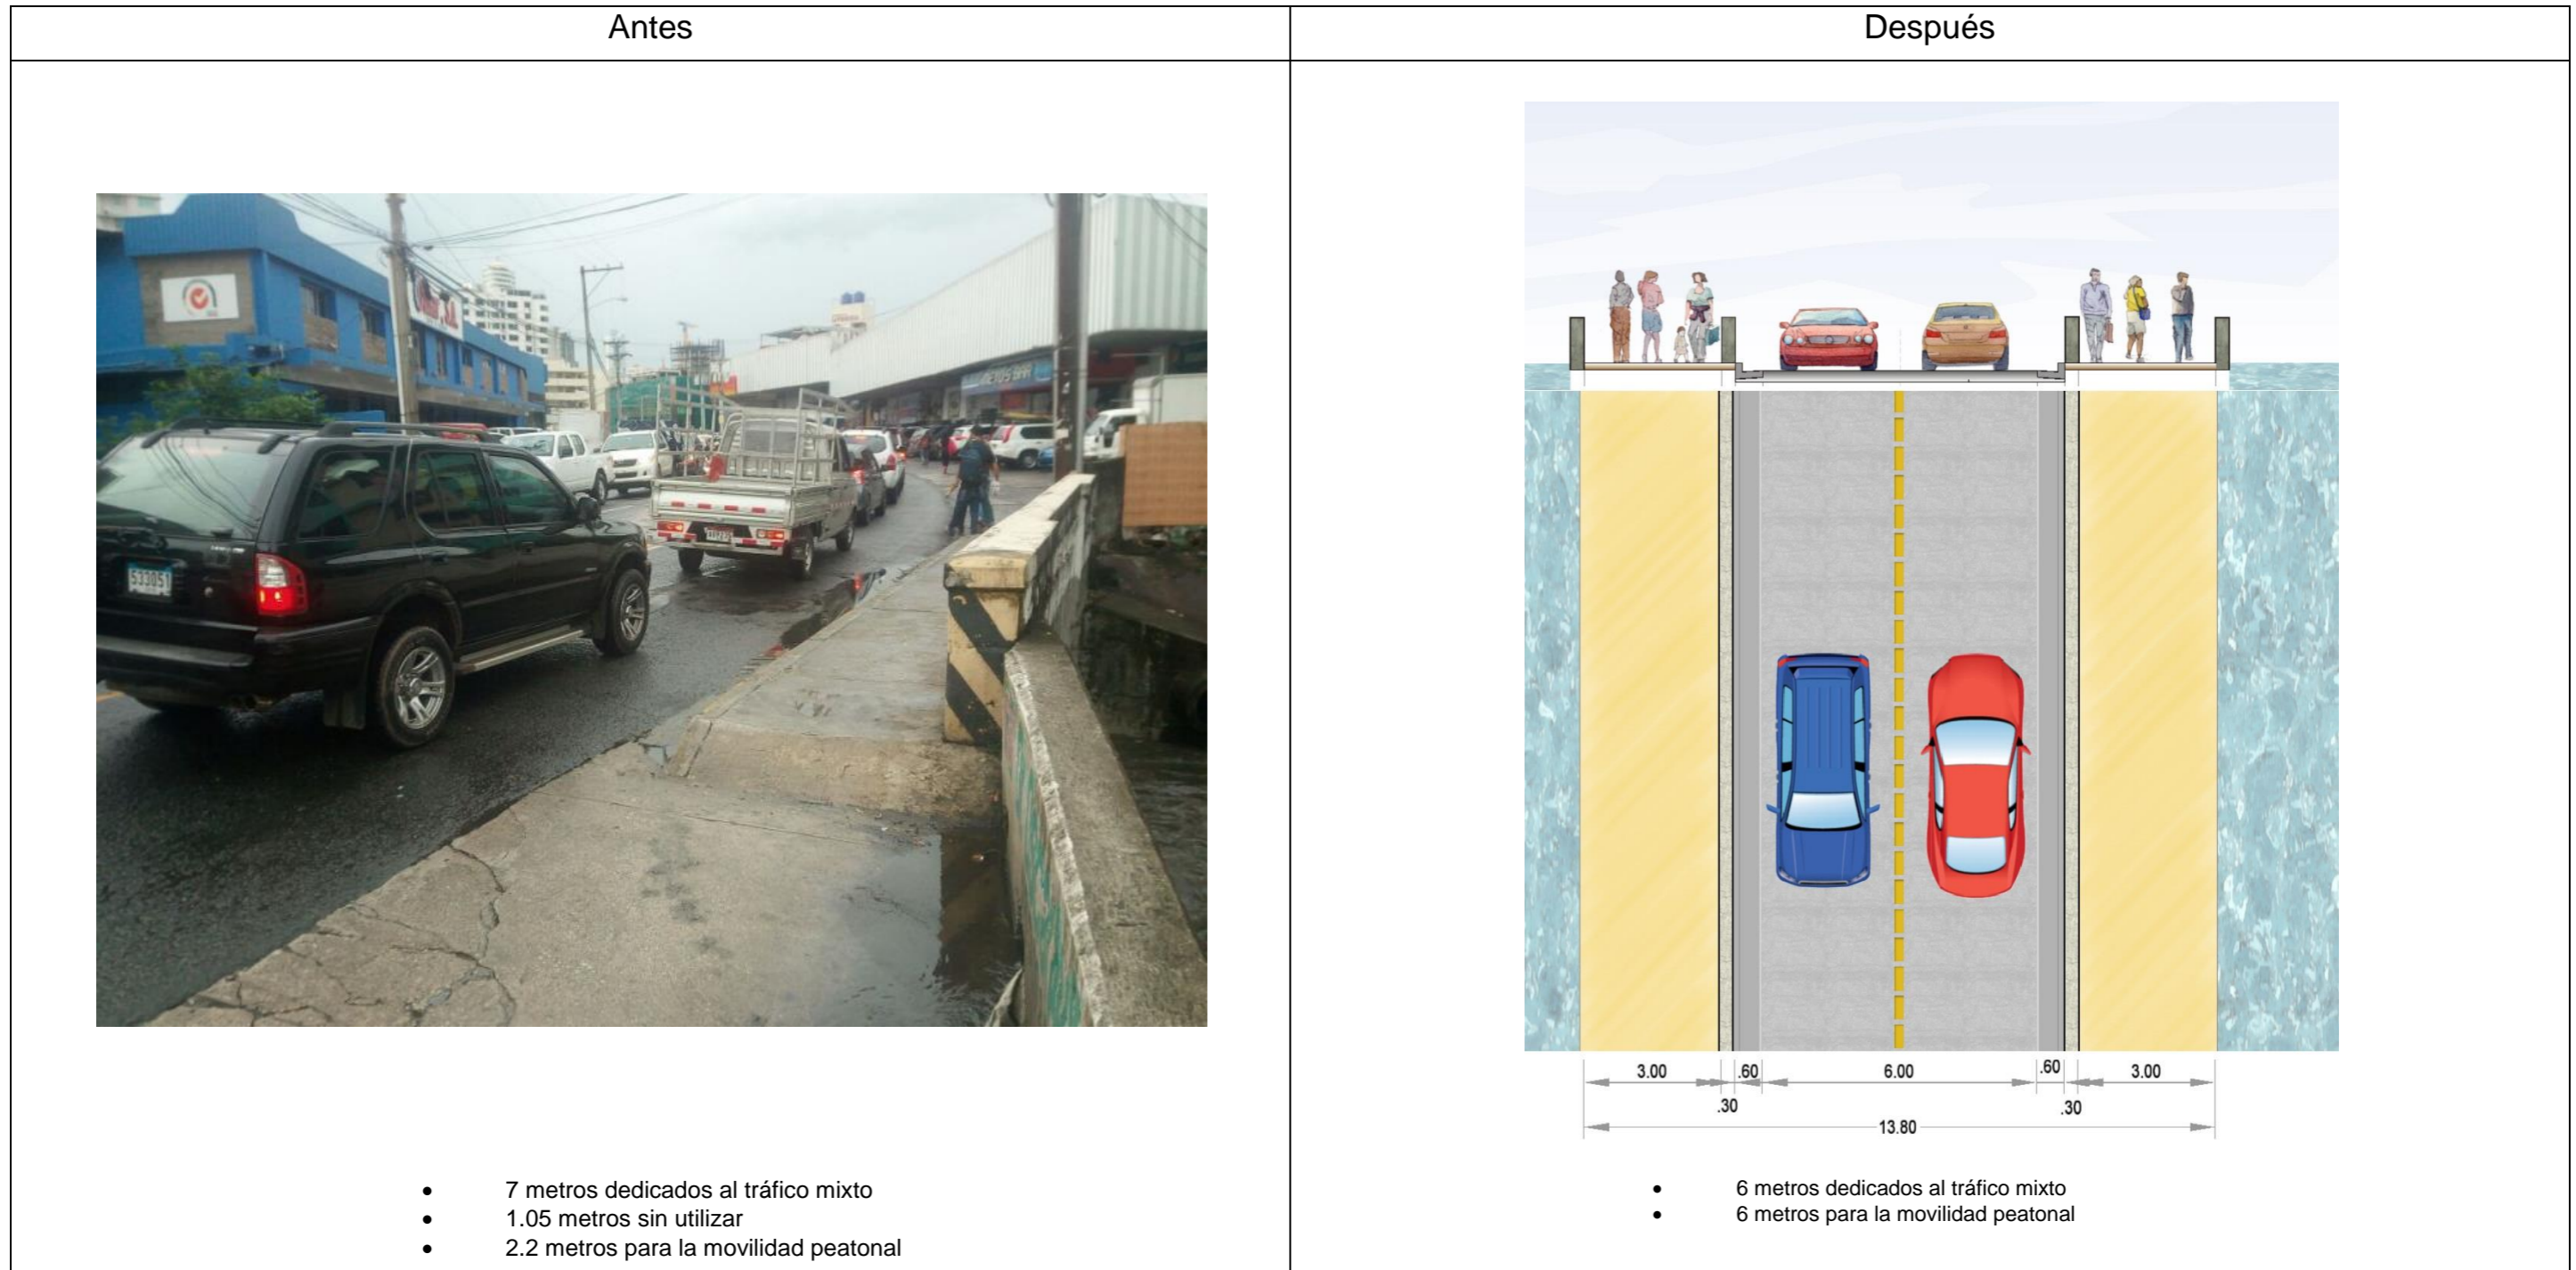 Antes
Después
533051
3.00
.60
6.00
.60
3.00
.30
.30
13.80
• 7 metros dedicados al tráfico mixto
• 1.05 metros sin utilizar
• 2.2 metros para la movilidad peatonal
• 6 metros dedicados al tráfico mixto
• 6 metros para la movilidad peatonal